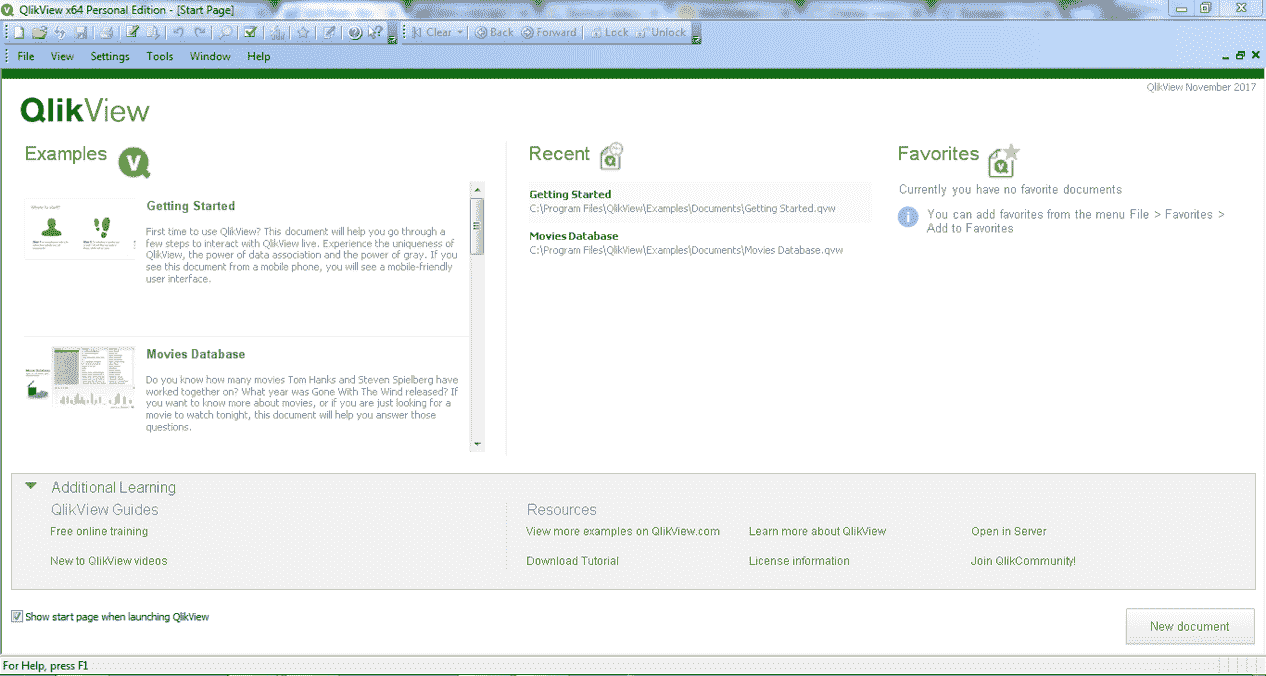 QlikView x64 Personal Edition - [Start Page]
Clear Back Forward Lock Unlock
File View Settings Tools Window Help
QlikView November 2017
QlikView
Examples
Getting Started
First time to use QlikView? This document will help you go through a
few steps to interact with QlikView live. Experience the uniqueness of
QlikView, the power of data association and the power of gray. If you
see this document from a mobile phone, you will see a mobile-friendly
user interface.
Movies Database
Do you know how many movies Tom Hanks and Steven Spielberg have
worked together on? What year was Gone With The Wind released? If
you want to know more about movies, or if you are just looking for a
movie to watch tonight, this document will help you answer those
questions.
Recent
Getting Started
C:\Program Files\QlikView\Examples\Documents\Getting Started.qvw
Movies Database
C:\Program Files\QlikView\Examples\Documents\Movies Database.qvw
Favorites
Currently you have no favorite documents
You can add favorites from the menu File > Favorites >
Add to Favorites
Additional Learning
QlikView Guides
Free online training
New to QlikView videos
Resources
View more examples on QlikView.com
Learn more about QlikView
Open in Server
Download Tutorial
License information
Join QlikCommunity!
Show start page when launching QlikView
New document
For Help, press F1